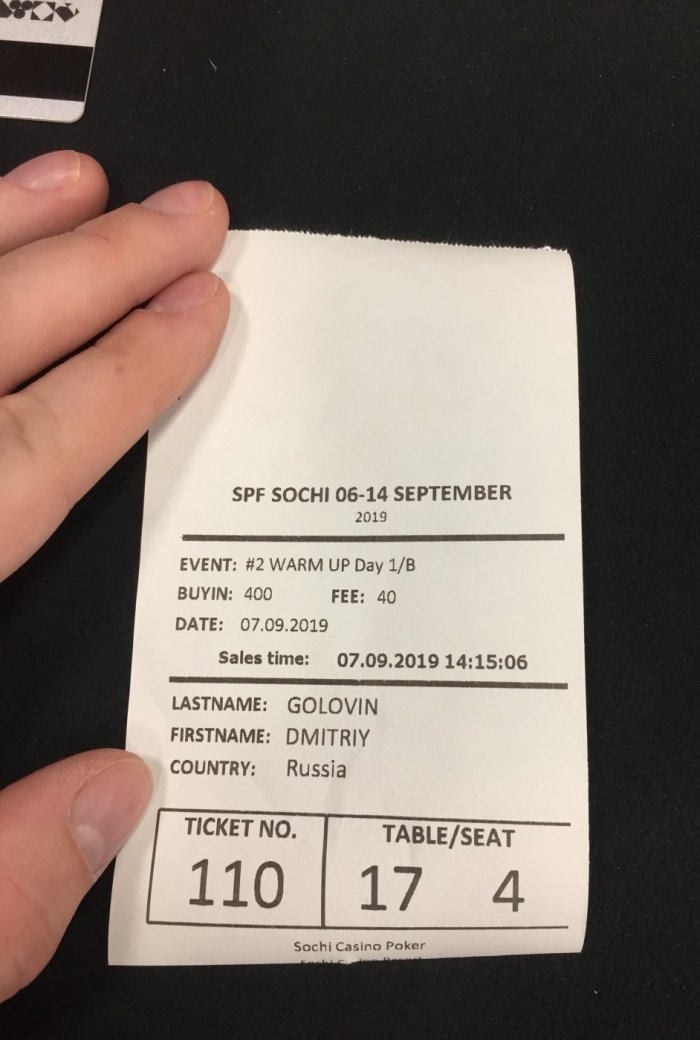 SPF SOCHI 06-14 SEPTEMBER
2019
EVENT: #2 WARM UP Day 1/B
BUYIN: 400 FEE: 40
DATE: 07.09.2019
Sales time: 07.09.2019 14:15:06
LASTNAME: GOLOVIN
FIRSTNAME: DMITRIY
COUNTRY: Russia
TICKET NO. TABLE/SEAT
110 17 4
Sochi Casino Poker